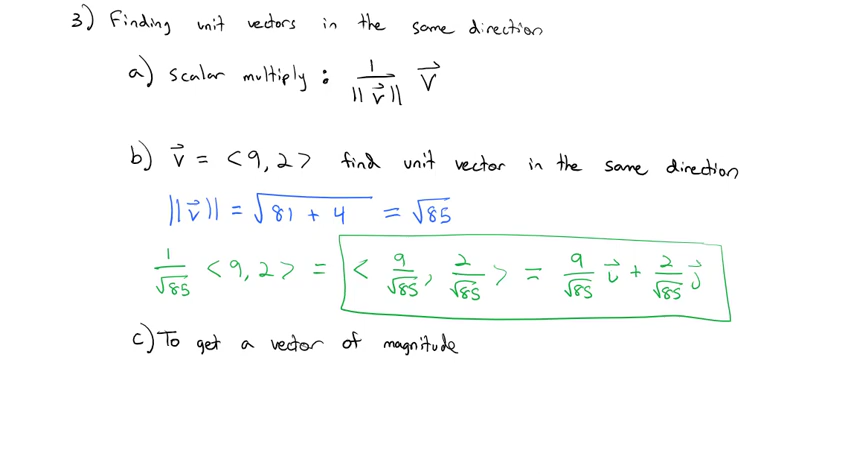 3) Finding unit vectors in the same direction
a) scalar multiply : 1/||v⃗|| v⃗
b) v⃗ = <9, 2> find unit vector in the same direction
||v⃗|| = √(81 + 4) = √85
1/√85 <9, 2> = <9/√85, 2/√85> = 9/√85 i⃗ + 2/√85 j⃗
c) To get a vector of magnitude